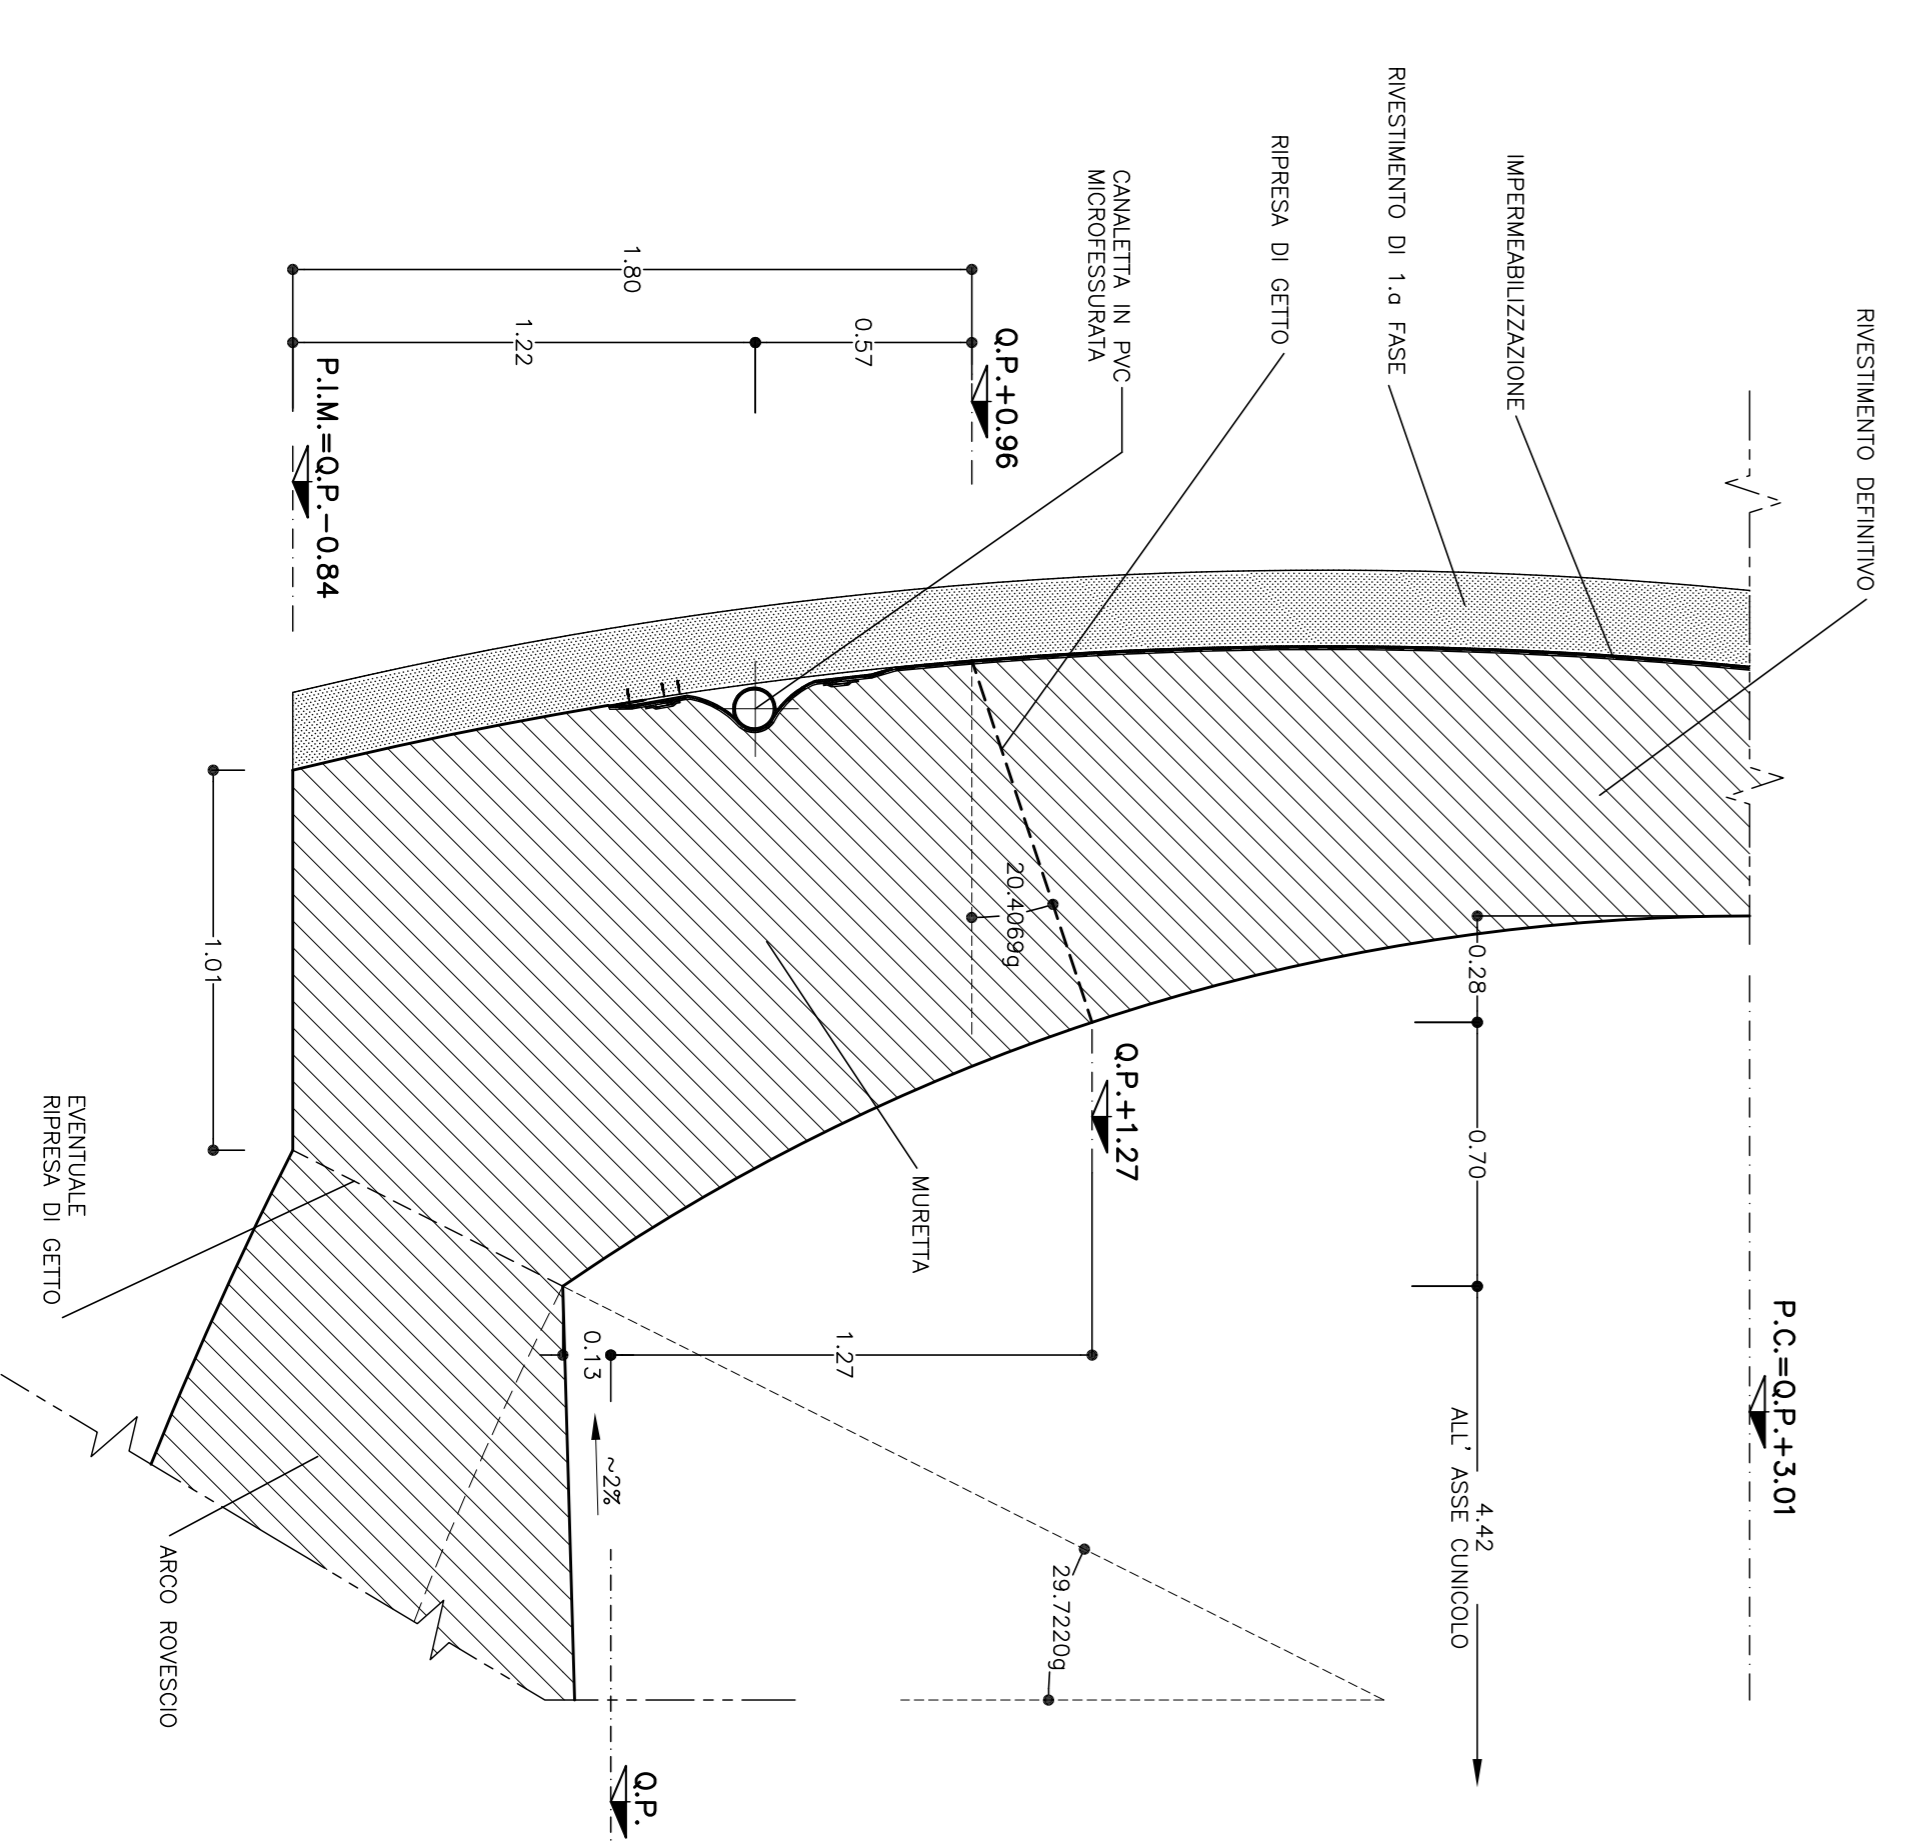 RIVESTIMENTO DEFINITIVO
P.C.=Q.P.+3.01
IMPERMEABILIZZAZIONE
0.28
0.70
4.42
ALL' ASSE CUNICOLO
RIVESTIMENTO DI 1.a FASE
RIPRESA DI GETTO
CANALETTA IN PVC
MICROFESSURATA
Q.P.+1.27
29.7220g
Q.P.+0.96
20.4069g
MURETTA
0.57
1.27
1.80
Q.P.
~2%
0.13
1.22
P.I.M.=Q.P.-0.84
1.01
ARCO ROVESCIO
EVENTUALE
RIPRESA DI GETTO